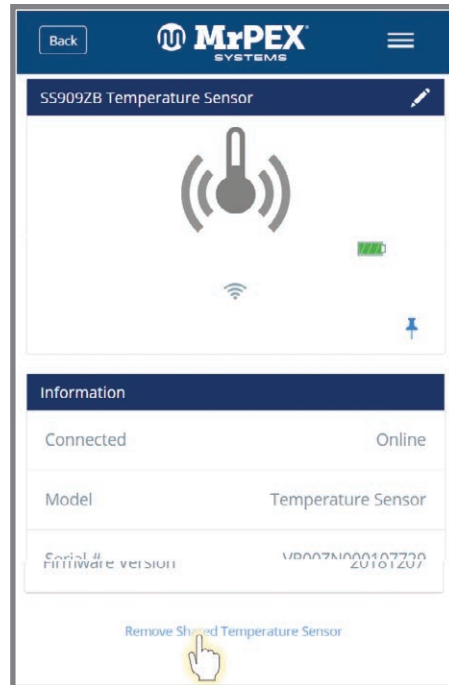 Back
MrPEX
SYSTEMS
SS909ZB Temperature Sensor
Information
Connected Online
Model Temperature Sensor
Serial #
Firmware Version 20181207
Remove Shared Temperature Sensor